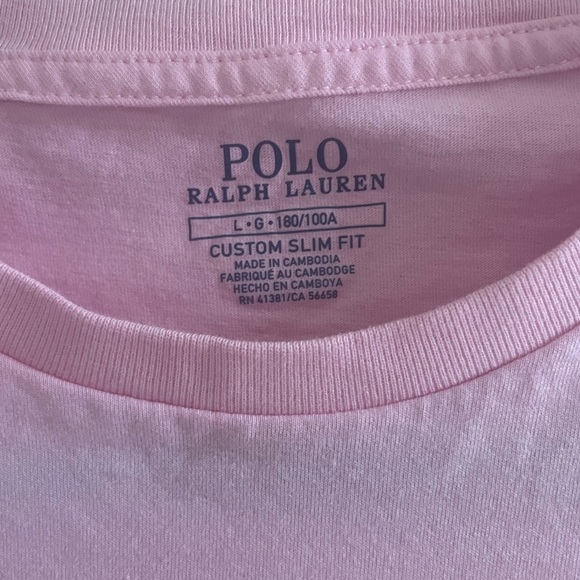 POLO
RALPH LAUREN
L • G • 180/100A
CUSTOM SLIM FIT
MADE IN CAMBODIA
FABRIQUÉ AU CAMBODGE
HECHO EN CAMBOYA
RN 41381/CA 56658